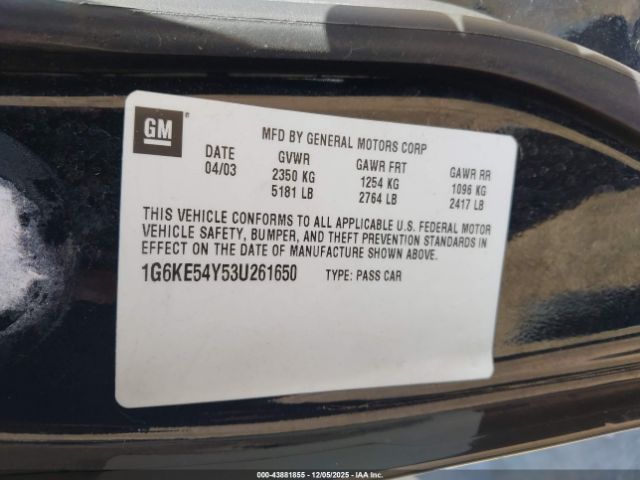 GM
®
MFD BY GENERAL MOTORS CORP
DATE GVWR GAWR FRT GAWR RR
04/03 2350 KG 1254 KG 1096 KG
5181 LB 2764 LB 2417 LB
THIS VEHICLE CONFORMS TO ALL APPLICABLE U.S. FEDERAL MOTOR
VEHICLE SAFETY, BUMPER, AND THEFT PREVENTION STANDARDS IN
EFFECT ON THE DATE OF MANUFACTURE SHOWN ABOVE.
1G6KE54Y53U261650 TYPE: PASS CAR
000-43881855 | 12/05/2025 - Copyright 2025 IAA, Inc.